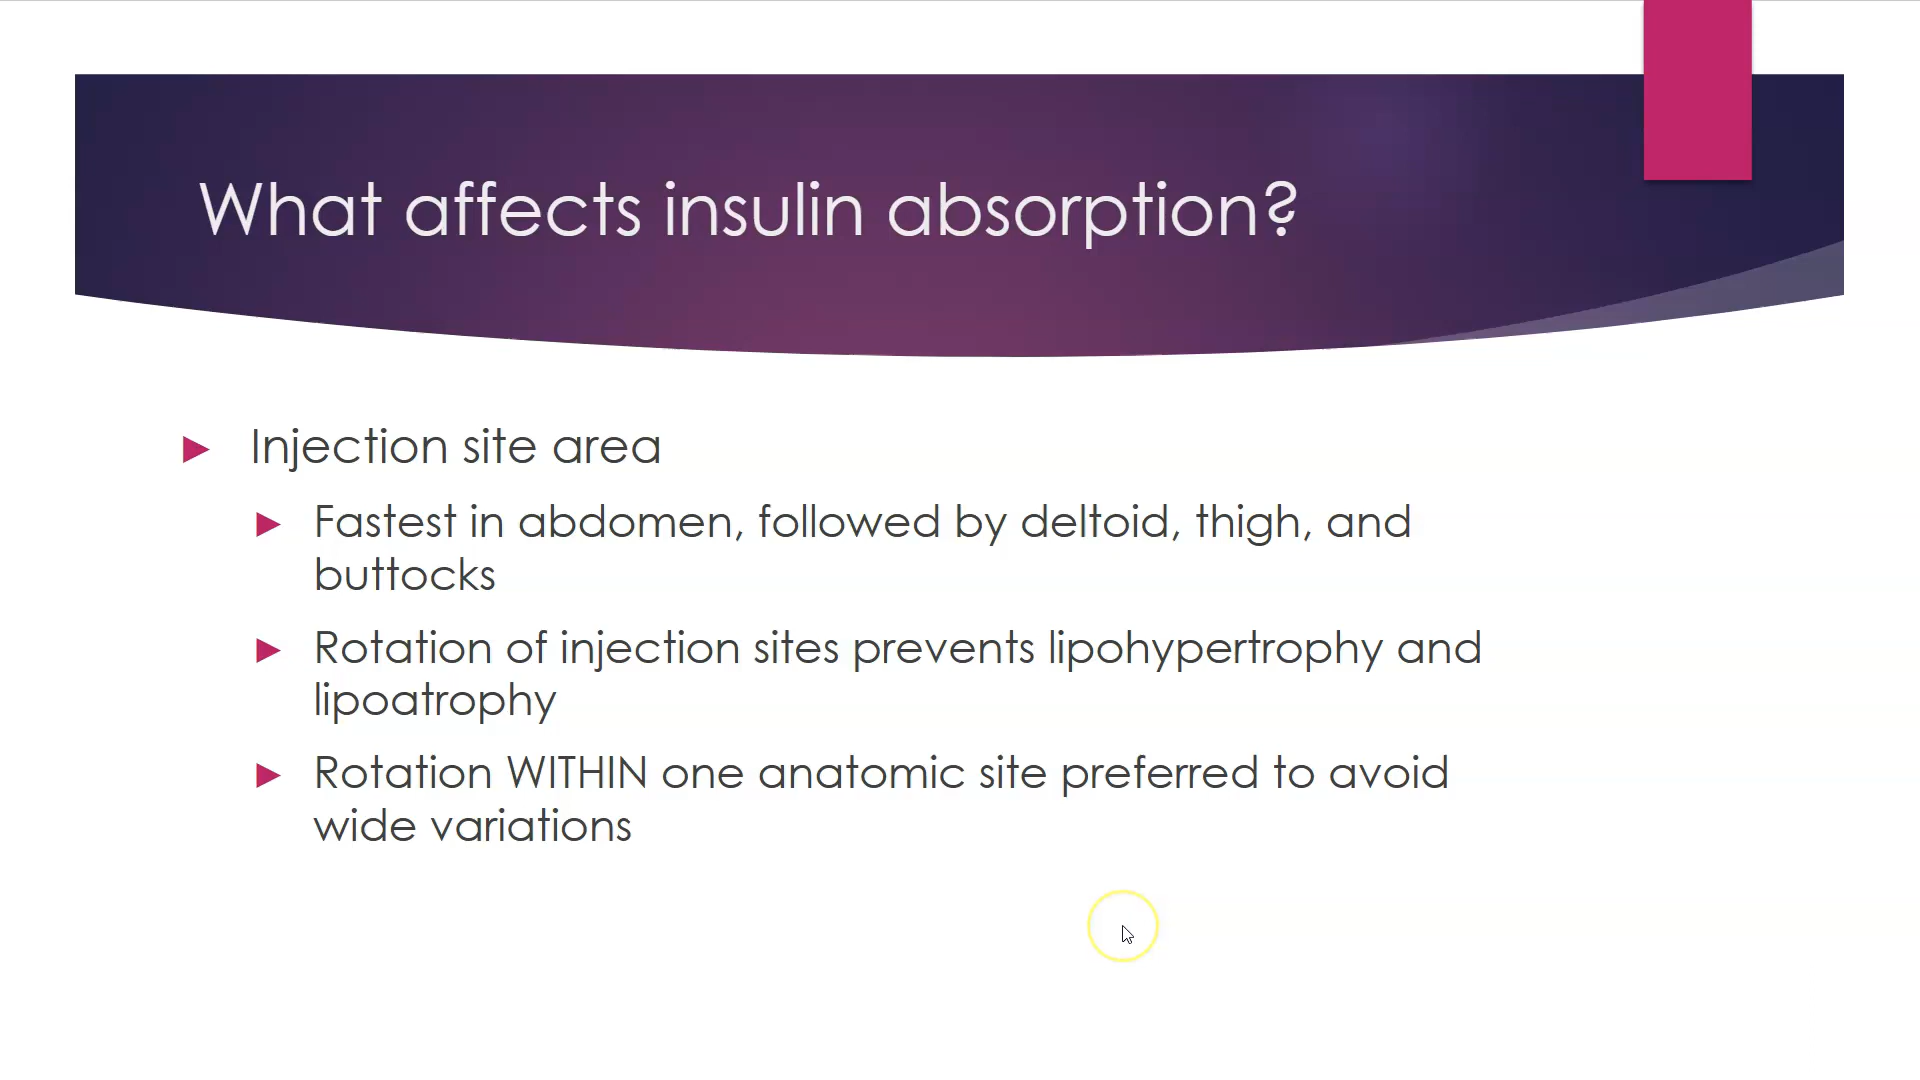 What affects insulin absorption?
Injection site area
Fastest in abdomen, followed by deltoid, thigh, and
buttocks
Rotation of injection sites prevents lipohypertrophy and
lipoatrophy
Rotation WITHIN one anatomic site preferred to avoid
wide variations